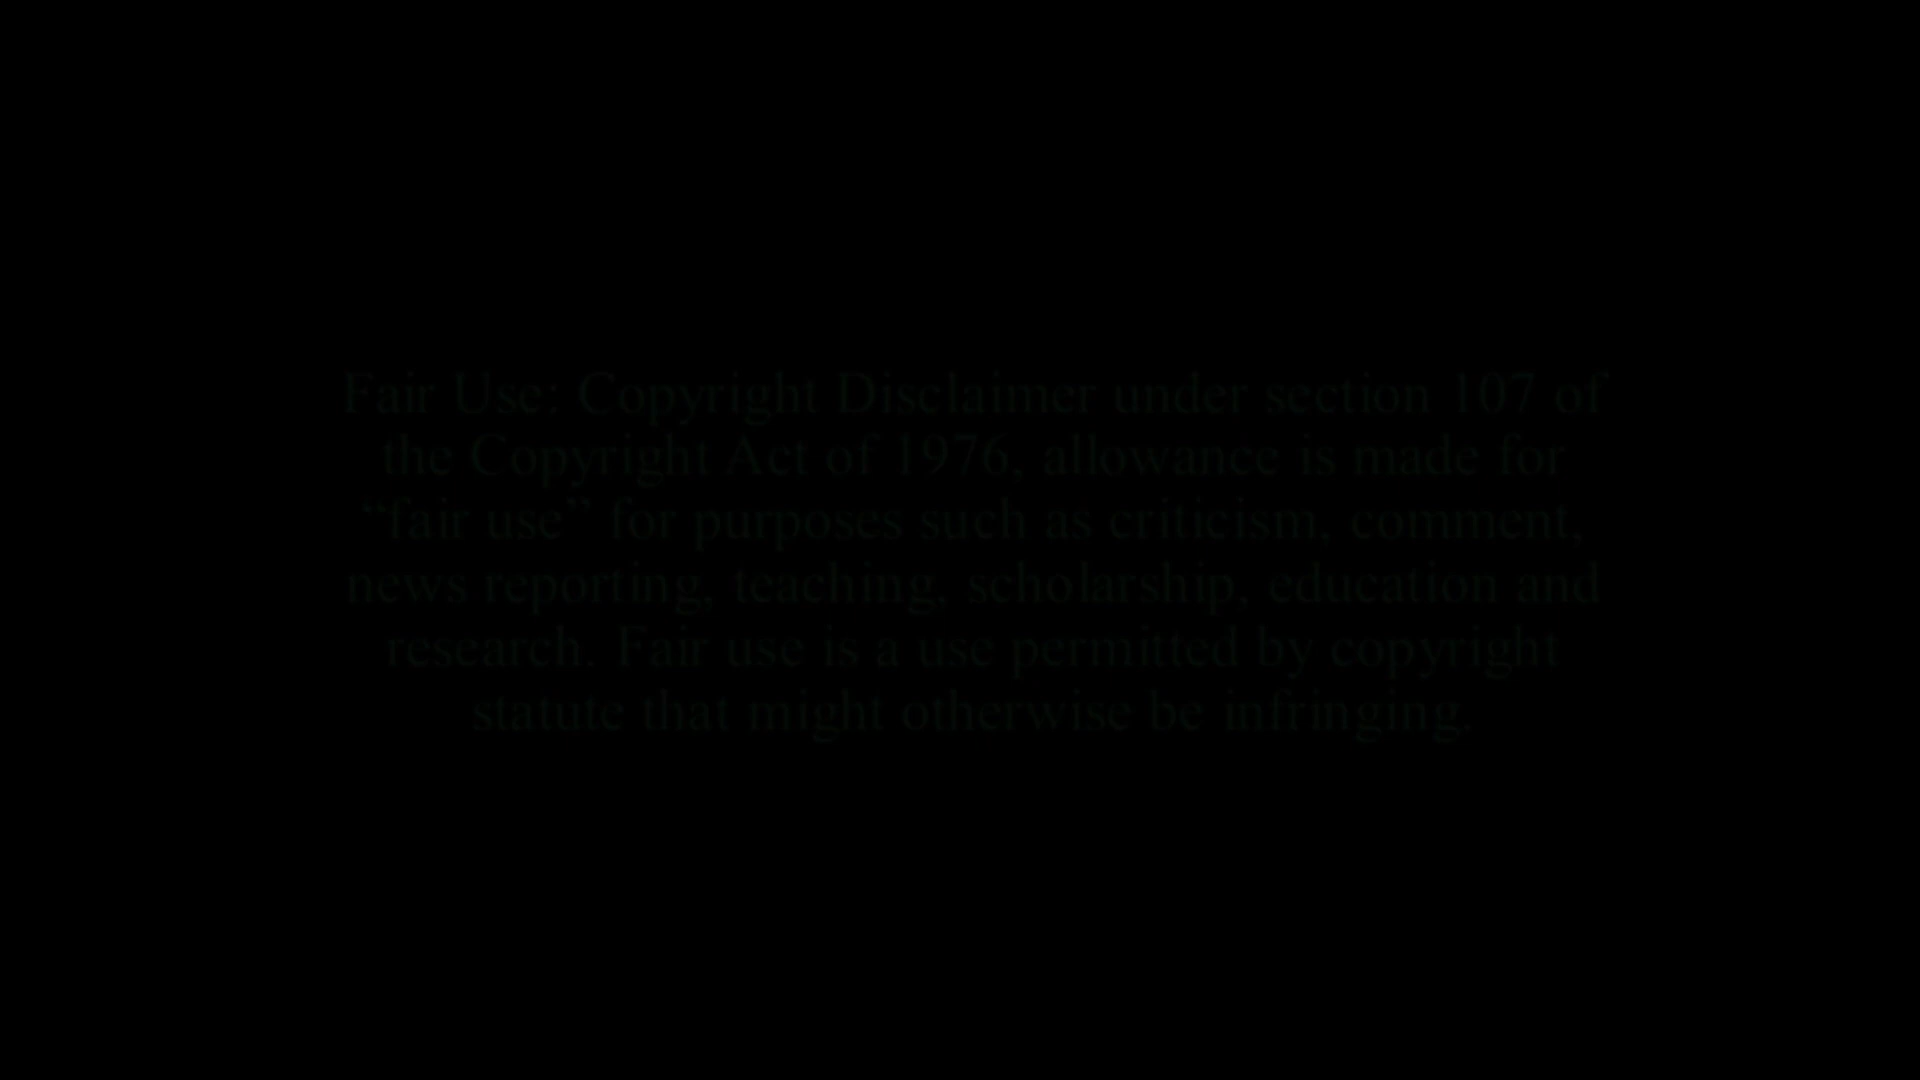 Fair Use: Copyright Disclaimer under section 107 of
the Copyright Act of 1976, allowance is made for
“fair use” for purposes such as criticism, comment,
news reporting, teaching, scholarship, education and
research. Fair use is a use permitted by copyright
statute that might otherwise be infringing.